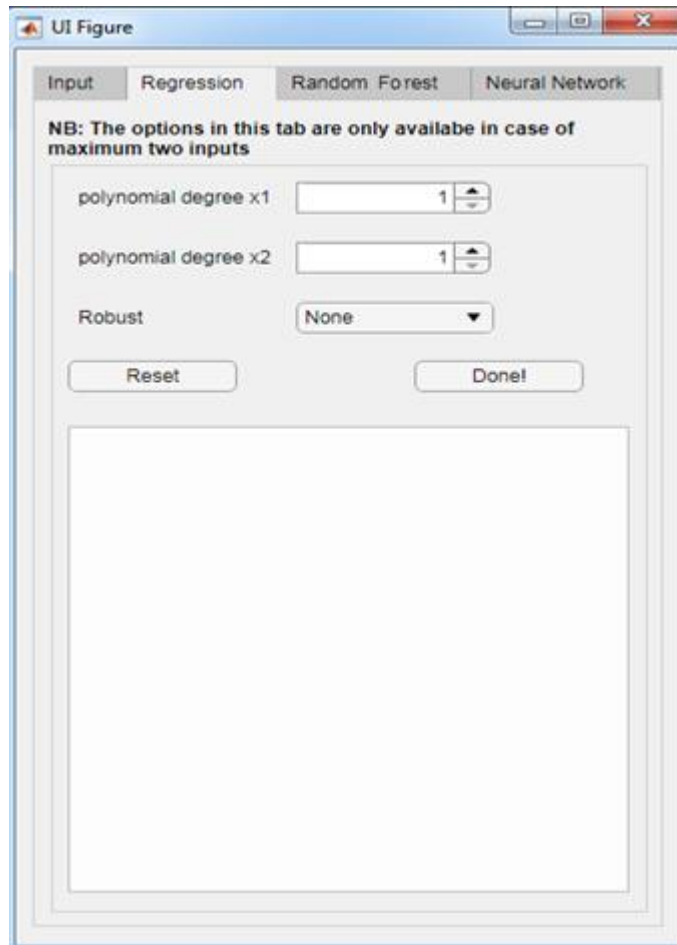 UI Figure
Input Regression Random Forest Neural Network
NB: The options in this tab are only availabe in case of
maximum two inputs
polynomial degree x1 1
polynomial degree x2 1
Robust None
Reset Done!